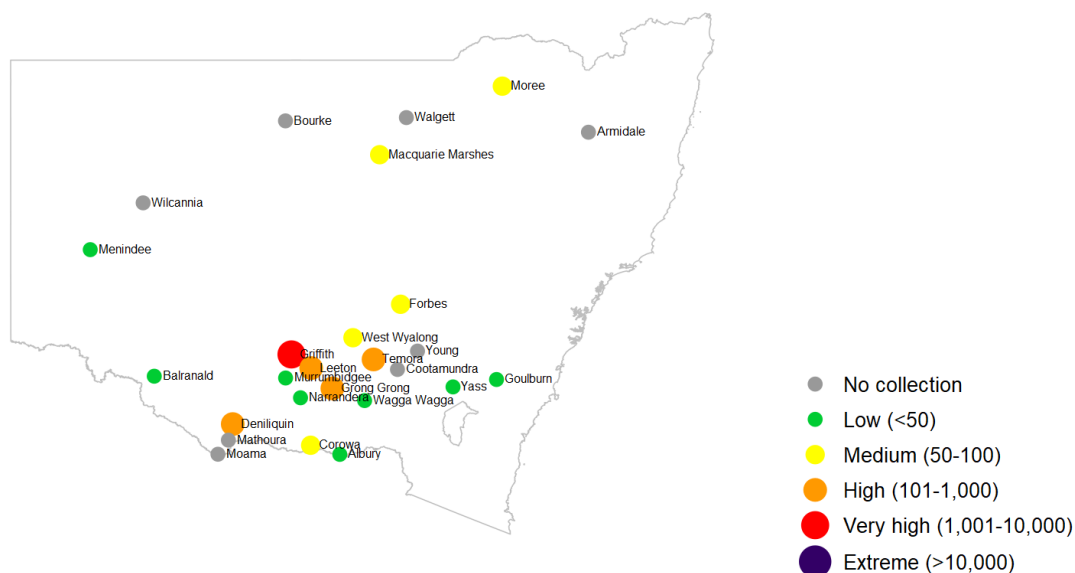 Moree
Bourke
Walgett
Armidale
Macquarie Marshes
Wilcannia
Menindee
Forbes
West Wyalong
Young
Griffith
Temora
Leeton
Cootamundra
Balranald
Murrumbidgee
Goulburn
Grong Grong
Yass
Narrandera
Wagga Wagga
Deniliquin
Mathoura
Corowa
Moama
Albury
No collection
Low (<50)
Medium (50-100)
High (101-1,000)
Very high (1,001-10,000)
Extreme (>10,000)